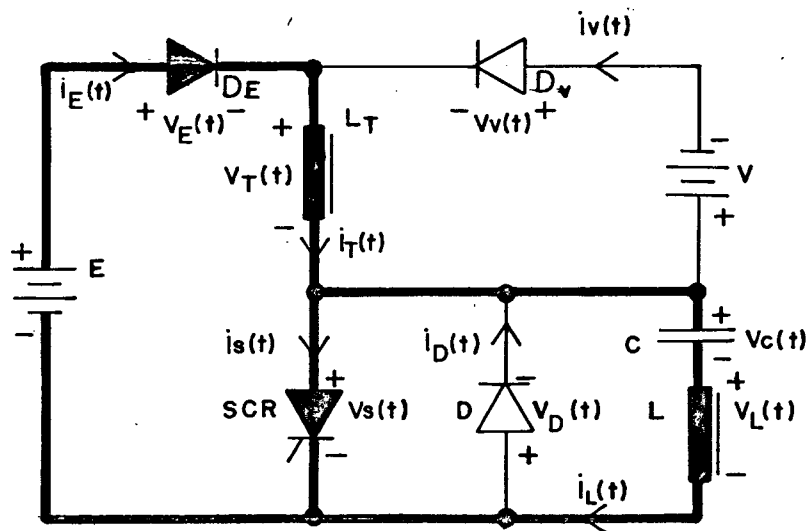 iv(t)
iE(t)
DE
Dv
+ VE(t) -
- Vv(t) +
+
LT
VT(t)
-
iT(t)
-
V
+
+
E
-
is(t)
iD(t)
C
+
Vc(t)
-
SCR
+
Vs(t)
-
D
-
VD(t)
+
L
+
VL(t)
-
iL(t)